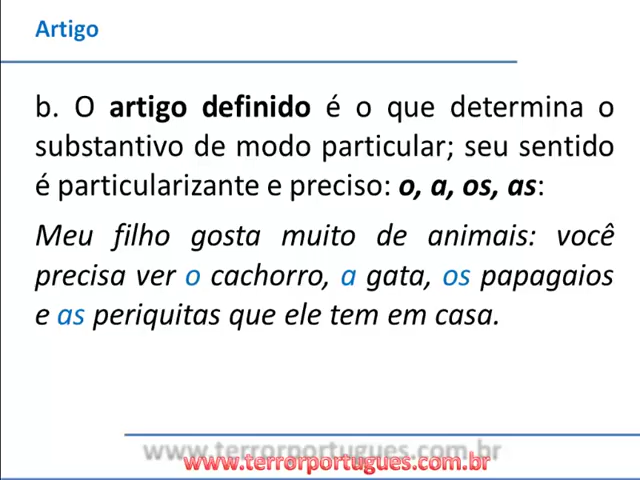 Artigo
b. O artigo definido é o que determina o
substantivo de modo particular; seu sentido
é particularizante e preciso: o, a, os, as:
Meu filho gosta muito de animais: você
precisa ver o cachorro, a gata, os papagaios
e as periquitas que ele tem em casa.
www.terrorportugues.com.br
www.terrorportugues.com.br